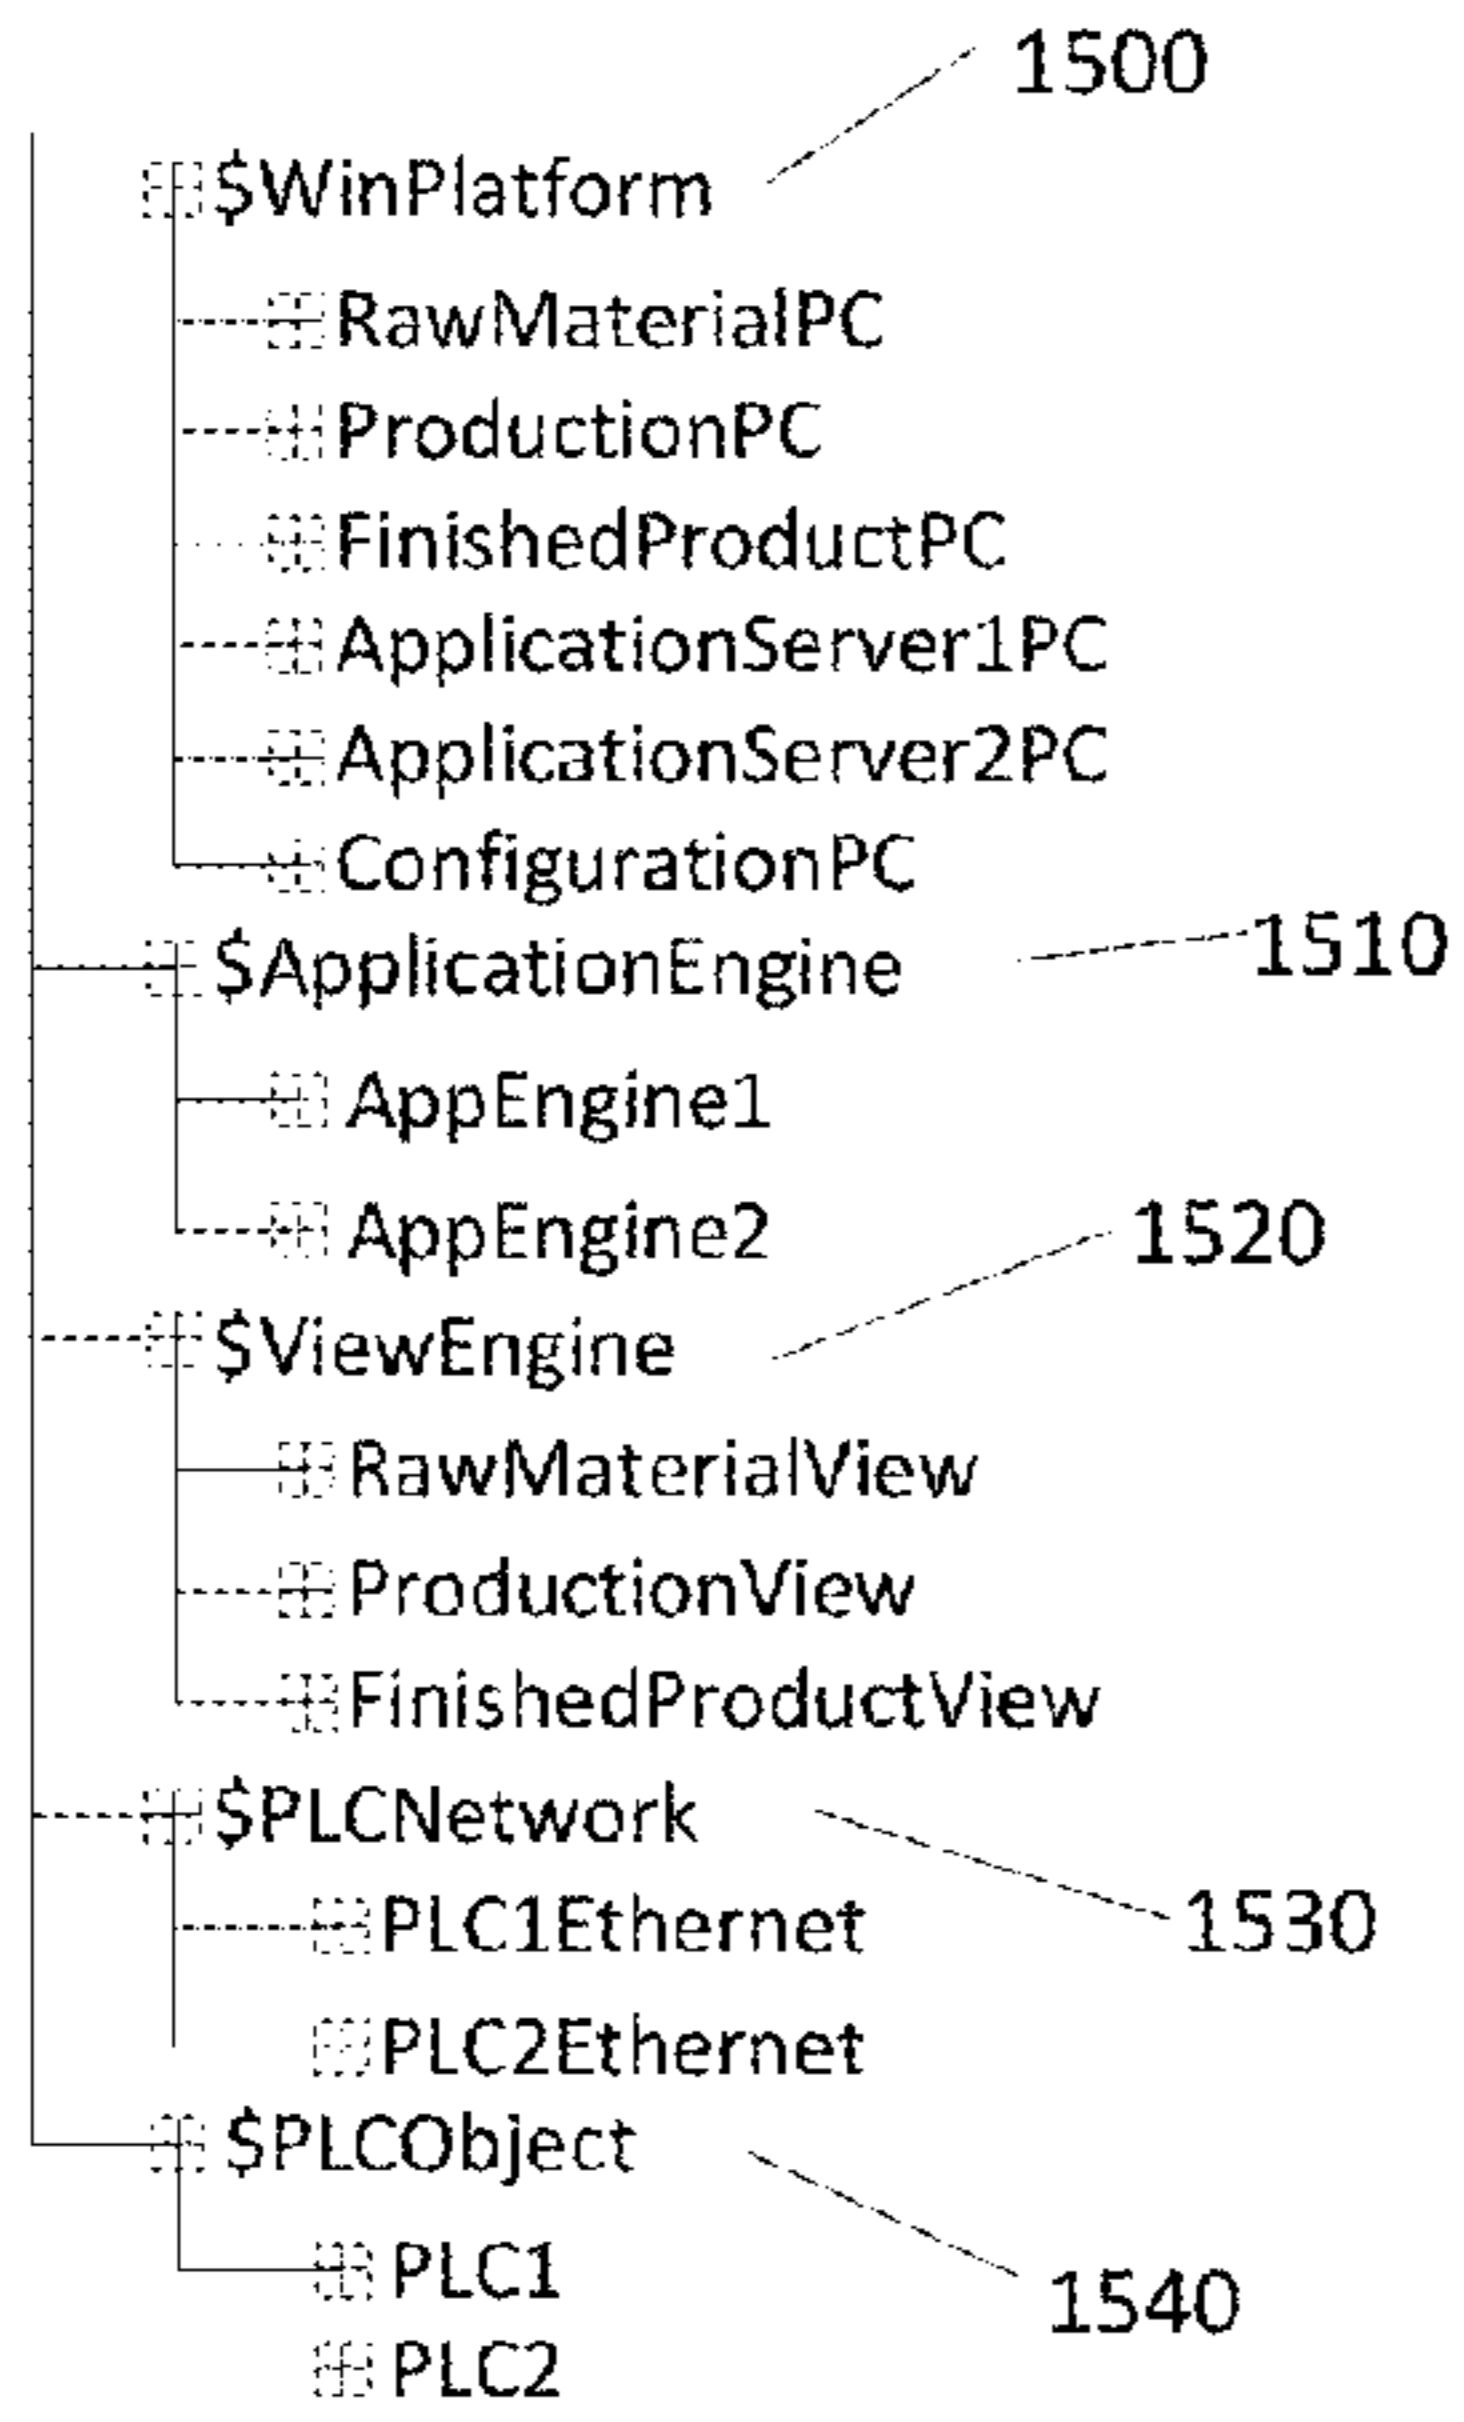 1500
$WinPlatform
RawMaterialPC
ProductionPC
FinishedProductPC
ApplicationServer1PC
ApplicationServer2PC
ConfigurationPC
$ApplicationEngine
1510
AppEngine1
AppEngine2
1520
$ViewEngine
RawMaterialView
ProductionView
FinishedProductView
$PLCNetwork
PLC1Ethernet
1530
PLC2Ethernet
$PLCObject
PLC1
1540
PLC2